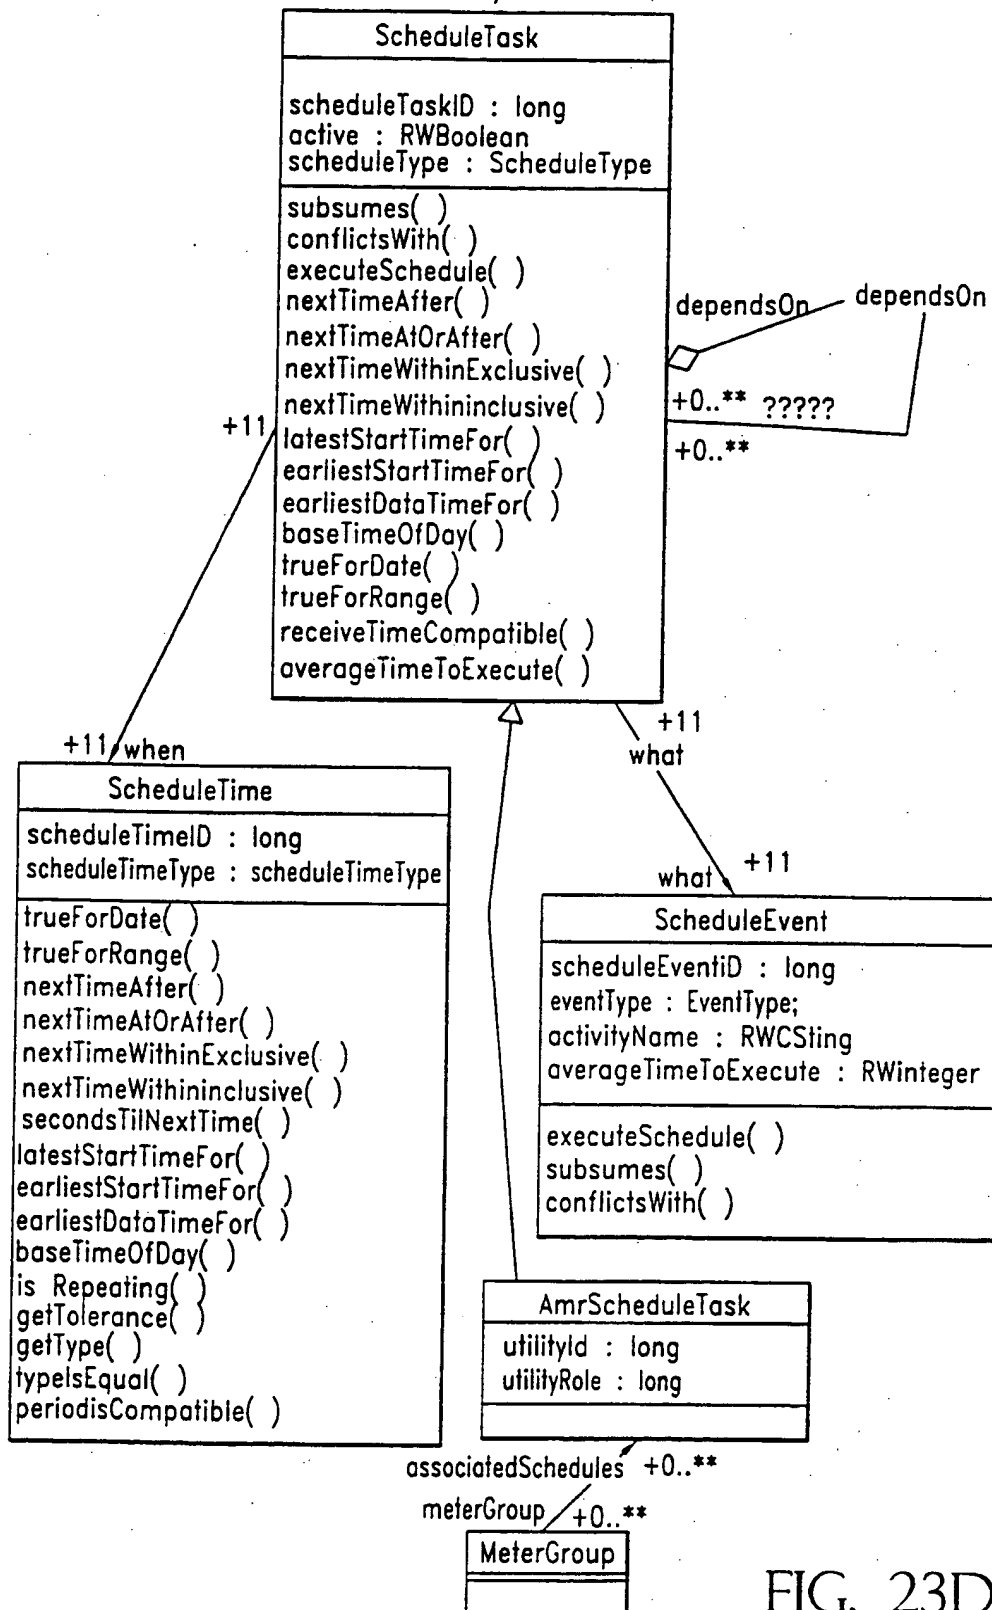 ScheduleTask
scheduleTaskID : long
active : RWBoolean
scheduleType : ScheduleType
subsumes( )
conflictsWith( )
executeSchedule( )
nextTimeAfter( )
nextTimeAtOrAfter( )
nextTimeWithinExclusive( )
nextTimeWithininclusive( )
latestStartTimeFor( )
earliestStartTimeFor( )
earliestDataTimeFor( )
baseTimeOfDay( )
trueForDate( )
trueForRange( )
receiveTimeCompatible( )
averageTimeToExecute( )
dependsOn
dependsOn
+0..** ?????
+0..**
+11
+11 when
+11
what
ScheduleTime
scheduleTimeID : long
scheduleTimeType : scheduleTimeType
trueForDate( )
trueForRange( )
nextTimeAfter( )
nextTimeAtOrAfter( )
nextTimeWithinExclusive( )
nextTimeWithininclusive( )
secondsTilNextTime( )
latestStartTimeFor( )
earliestStartTimeFor( )
earliestDataTimeFor( )
baseTimeOfDay( )
is Repeating( )
getTolerance( )
getType( )
typeIsEqual( )
periodisCompatible( )
+11
what
ScheduleEvent
scheduleEventiD : long
eventType : EventType;
activityName : RWCSting
averageTimeToExecute : RWinteger
executeSchedule( )
subsumes( )
conflictsWith( )
AmrScheduleTask
utilityId : long
utilityRole : long
associatedSchedules +0..**
meterGroup +0..**
MeterGroup
FIG. 23D